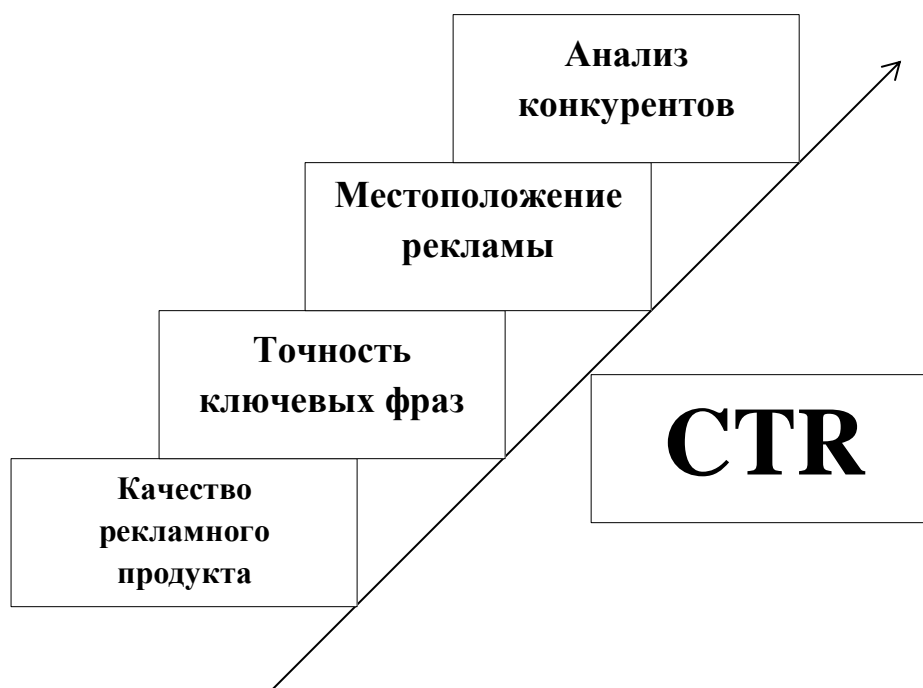 Анализ
конкурентов
Местоположение
рекламы
Точность
ключевых фраз
CTR
Качество
рекламного
продукта